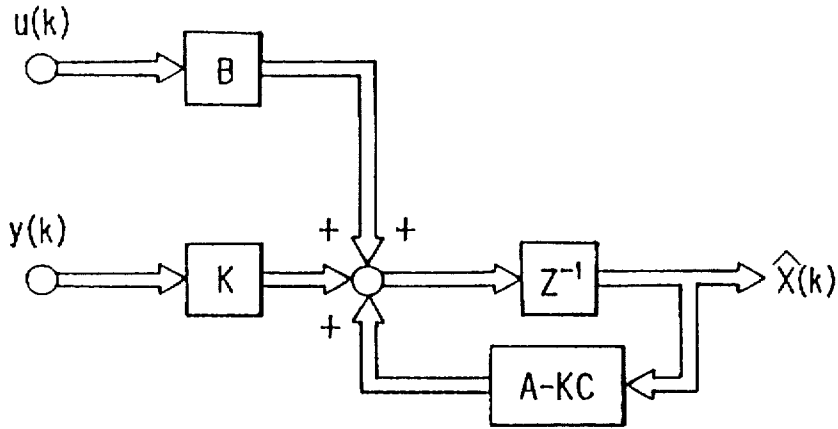 u(k)
B
y(k)
+ +
K
Z⁻¹
X̂(k)
+
A-KC